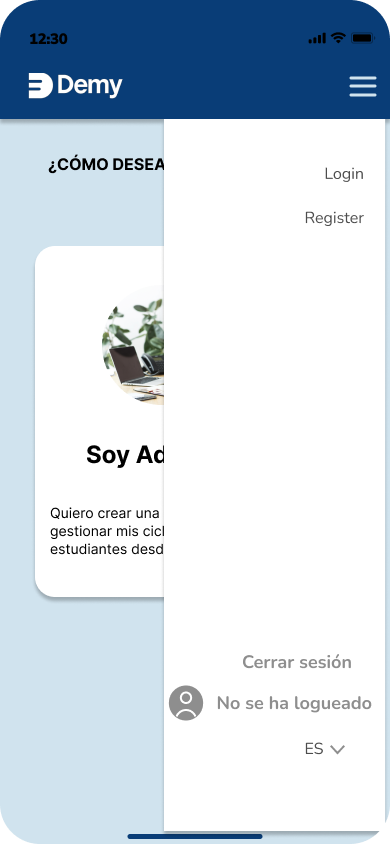 12:30
Demy
¿CÓMO DESEA
Login
Register
Soy Ad
Quiero crear una
gestionar mis cicl
estudiantes desd
Cerrar sesión
No se ha logueado
ES